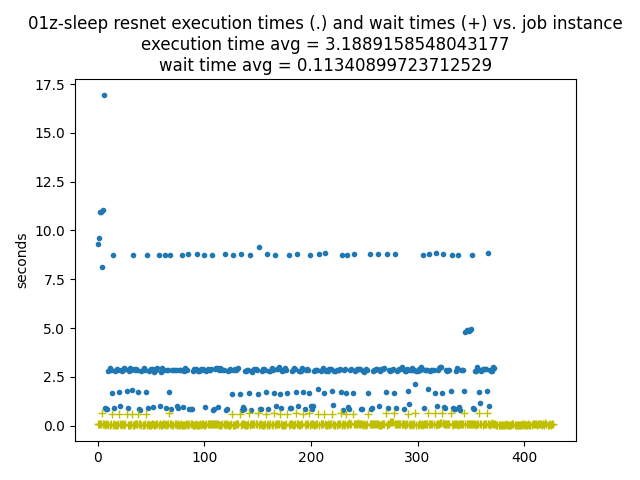 01z-sleep resnet execution times (.) and wait times (+) vs. job instance
execution time avg = 3.1889158548043177
wait time avg = 0.11340899723712529
17.5
15.0
12.5
10.0
7.5
5.0
2.5
0.0
seconds
0 100 200 300 400